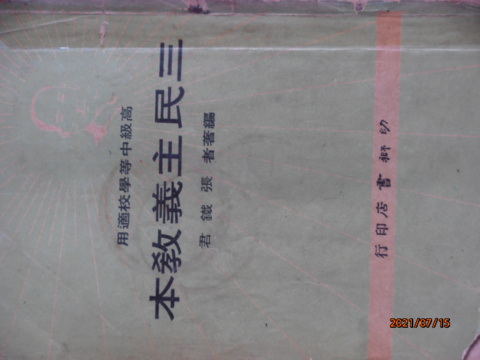 高級中等學校適用
三民主義教本
編著者 張鐵君
幼獅書店印行
2021/07/15